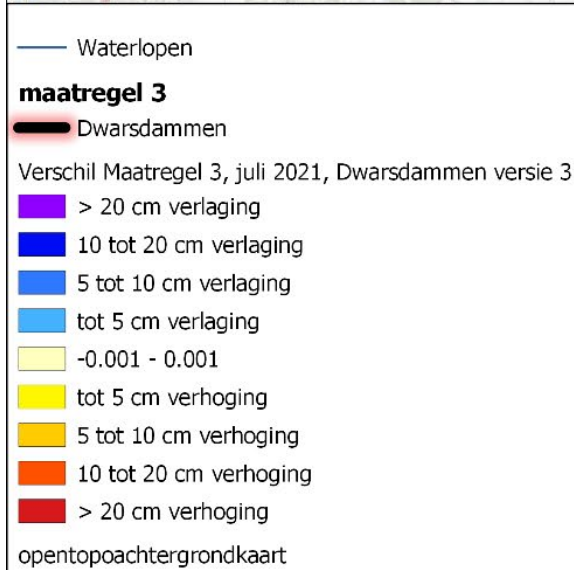 Waterlopen
maatregel 3
Dwarsdammen
Verschil Maatregel 3, juli 2021, Dwarsdammen versie 3
> 20 cm verlaging
10 tot 20 cm verlaging
5 tot 10 cm verlaging
tot 5 cm verlaging
-0.001 - 0.001
tot 5 cm verhoging
5 tot 10 cm verhoging
10 tot 20 cm verhoging
> 20 cm verhoging
opentopoachtergrondkaart